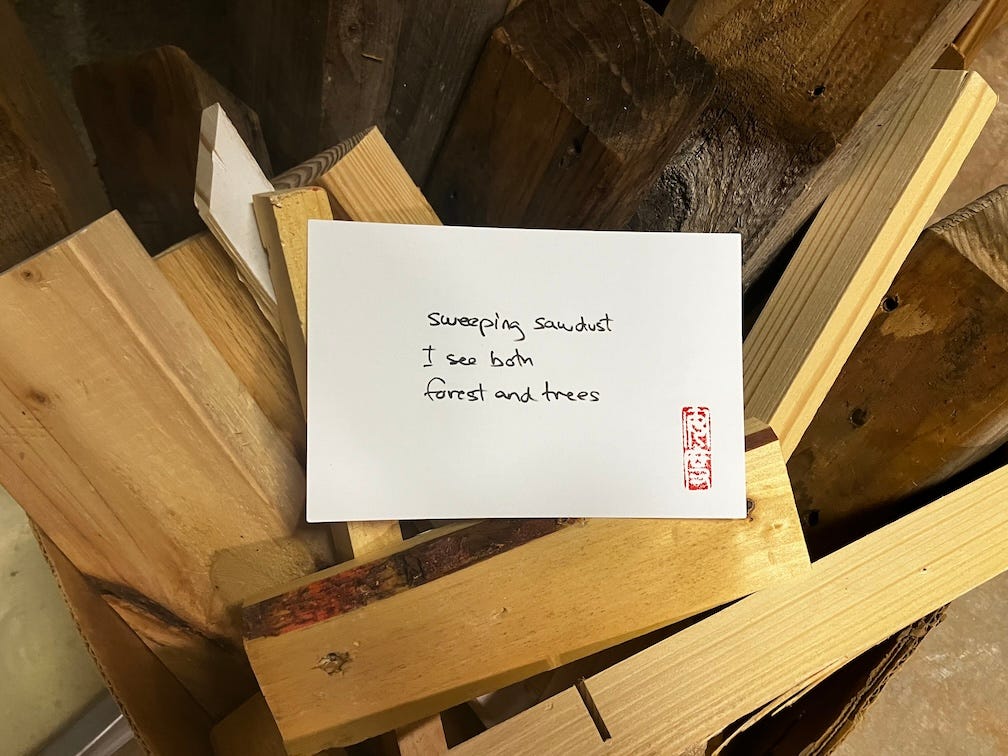 sweeping sawdust
I see both
forest and trees